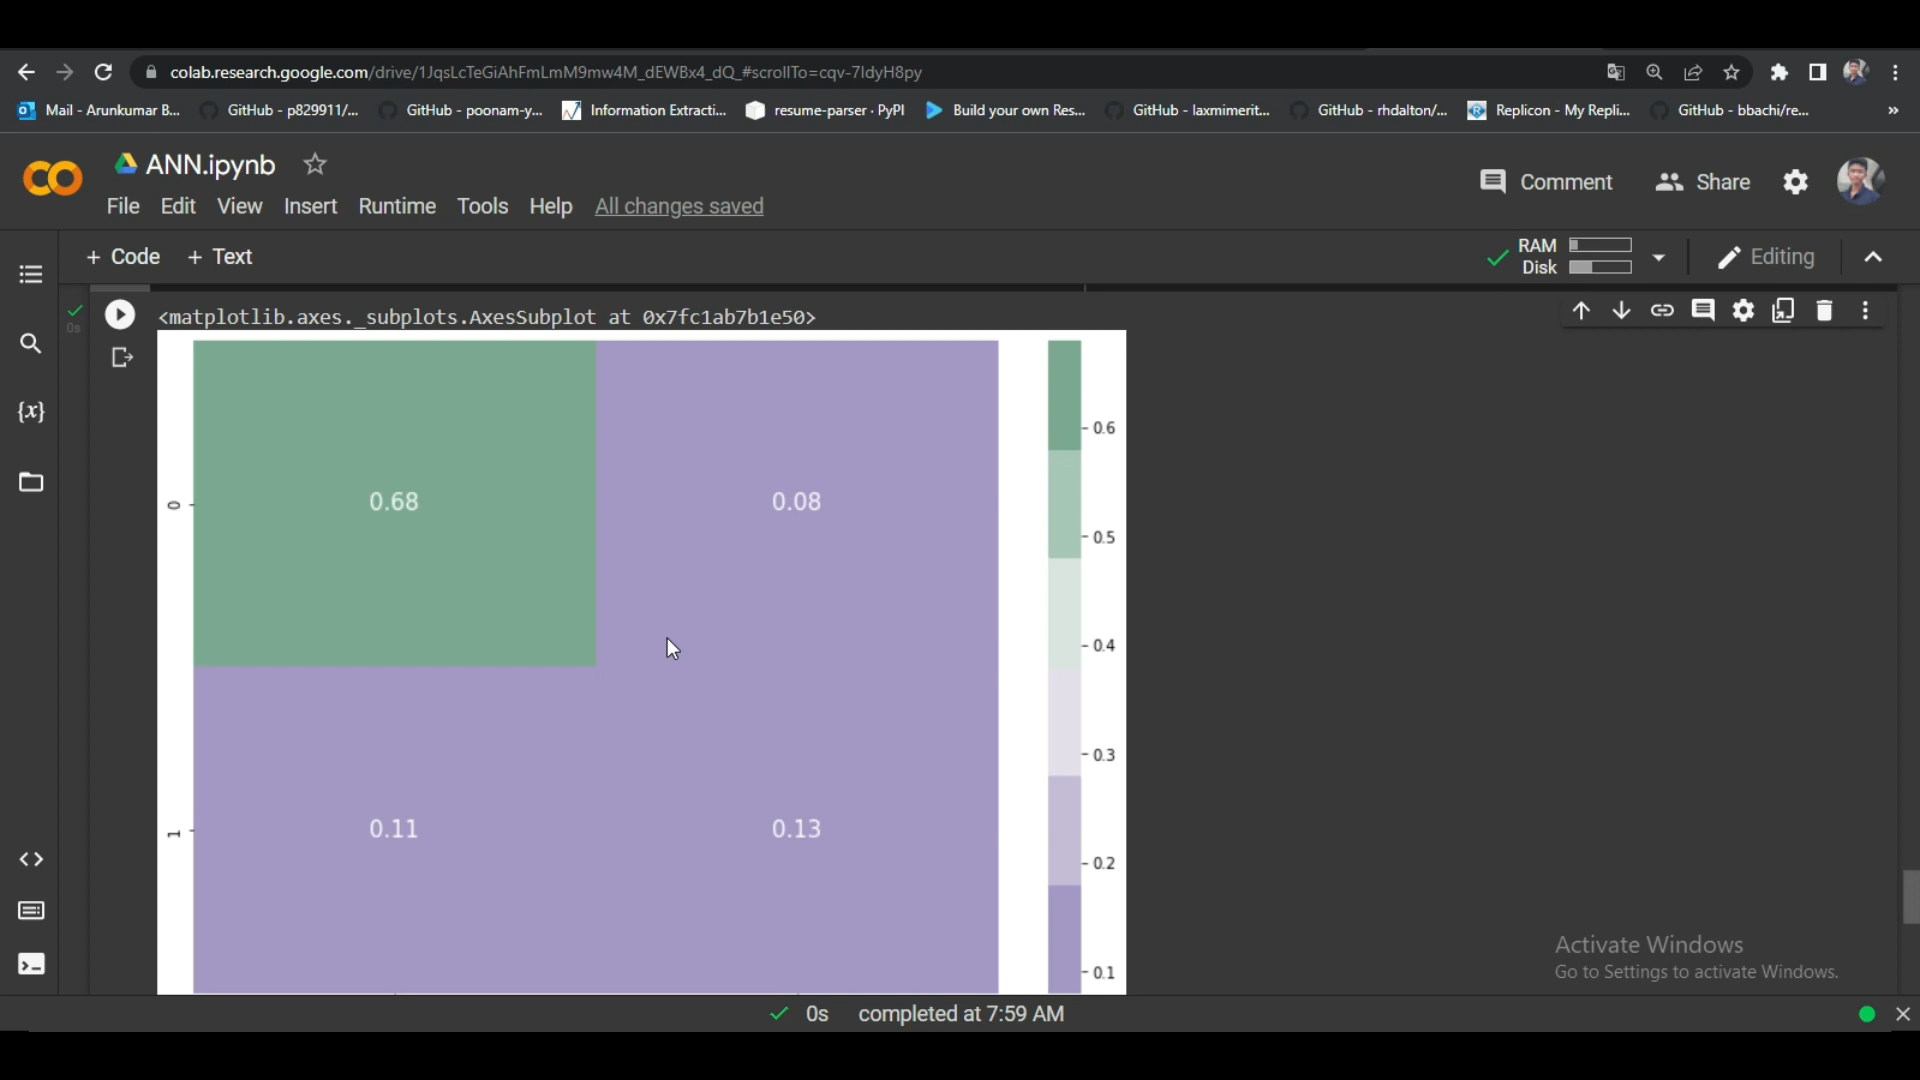 colab.research.google.com/drive/1JqsLcTeGiAhFmLmM9mw4M_dEWBx4_dQ_#scrollTo=cqv-7IdyH8py
Mail - Arunkumar B... GitHub - p829911/... GitHub - poonam-y... Information Extracti... resume-parser · PyPI Build your own Res... GitHub - laxmimerit... GitHub - rhdalton/... Replicon - My Repli... GitHub - bbachi/re... »
ANN.ipynb
Comment Share
File Edit View Insert Runtime Tools Help All changes saved
+ Code + Text
RAM
Disk
Editing
0s
<matplotlib.axes._subplots.AxesSubplot at 0x7fc1ab7b1e50>
{x}
0.68 0.08
0.11 0.13
0
1
0.6
0.5
0.4
0.3
0.2
0.1
Activate Windows
Go to Settings to activate Windows.
0s completed at 7:59 AM